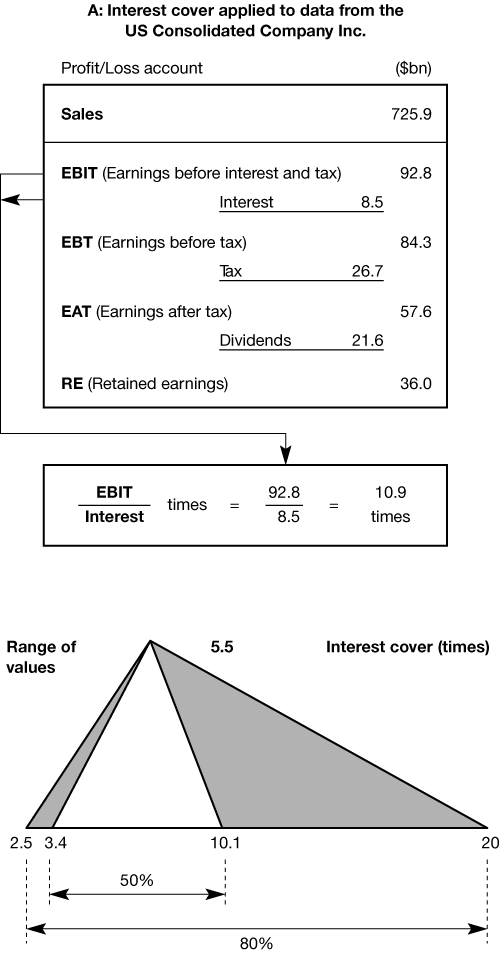 A: Interest cover applied to data from the
US Consolidated Company Inc.
Profit/Loss account ($bn)
Sales 725.9
EBIT (Earnings before interest and tax) 92.8
Interest 8.5
EBT (Earnings before tax) 84.3
Tax 26.7
EAT (Earnings after tax) 57.6
Dividends 21.6
RE (Retained earnings) 36.0
EBIT 92.8 10.9
times = =
Interest 8.5 times
Range of 5.5 Interest cover (times)
values
2.5 3.4 10.1 20
50%
80%